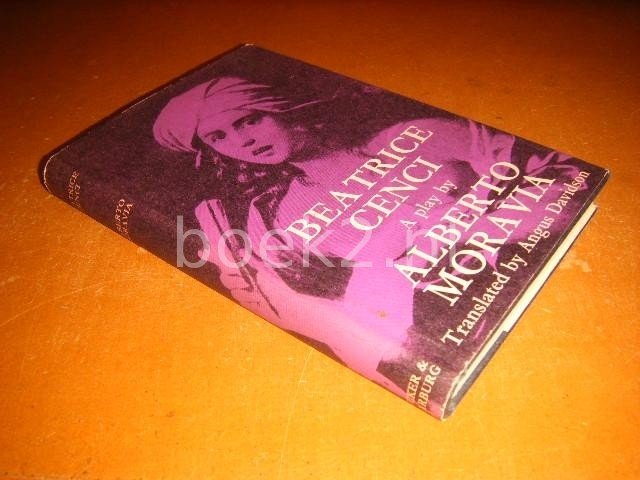 BEATRICE
CENCI
A play by
ALBERTO
MORAVIA
Translated by Angus Davidson